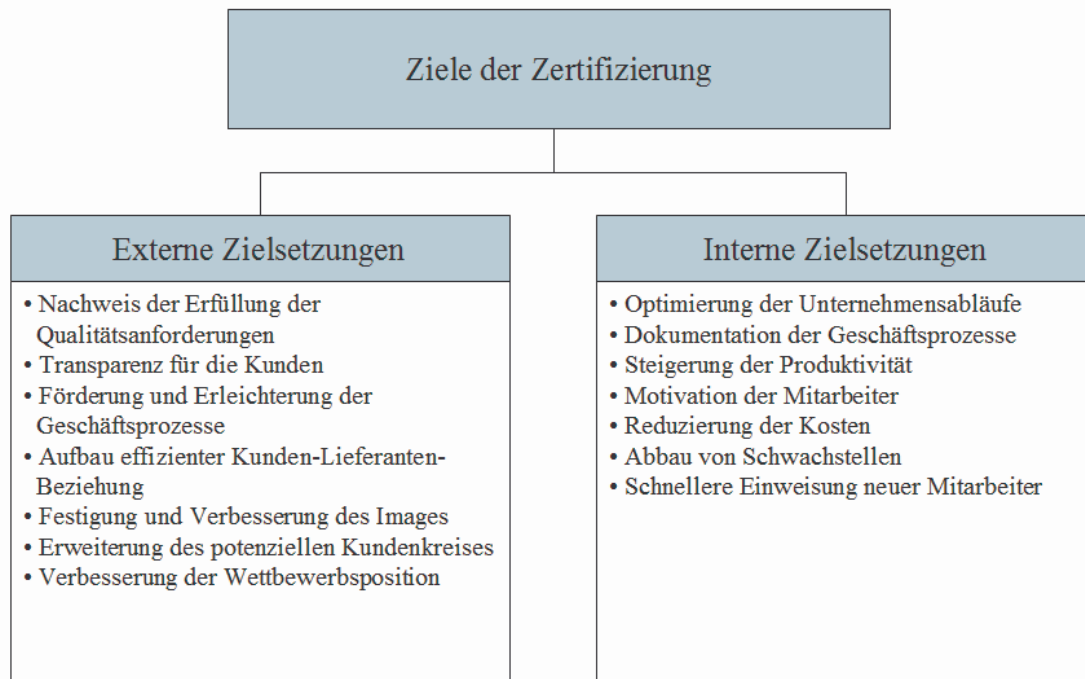 Ziele der Zertifizierung
Externe Zielsetzungen
• Nachweis der Erfüllung der
Qualitätsanforderungen
• Transparenz für die Kunden
• Förderung und Erleichterung der
Geschäftsprozesse
• Aufbau effizienter Kunden-Lieferanten-
Beziehung
• Festigung und Verbesserung des Images
• Erweiterung des potenziellen Kundenkreises
• Verbesserung der Wettbewerbsposition
Interne Zielsetzungen
• Optimierung der Unternehmensabläufe
• Dokumentation der Geschäftsprozesse
• Steigerung der Produktivität
• Motivation der Mitarbeiter
• Reduzierung der Kosten
• Abbau von Schwachstellen
• Schnellere Einweisung neuer Mitarbeiter